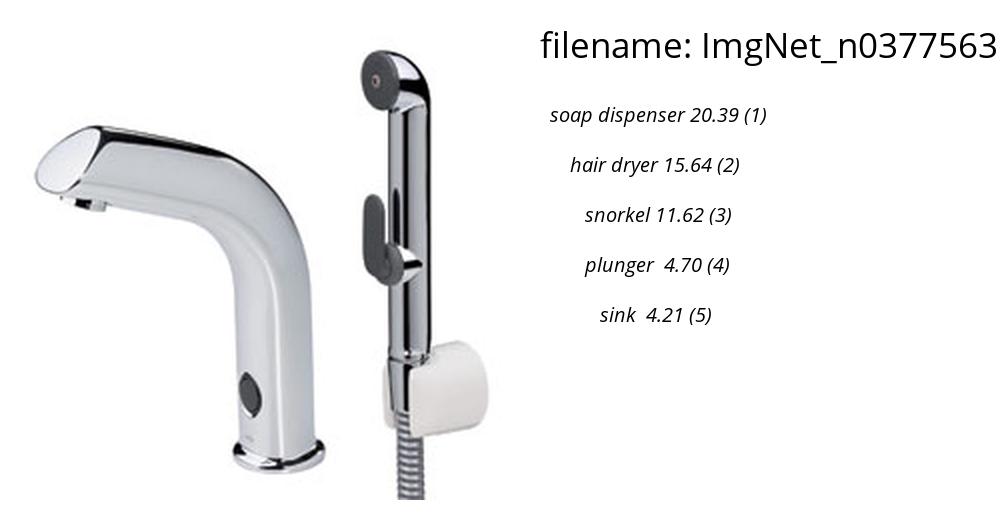 filename: ImgNet_n0377563
soap dispenser 20.39 (1)
hair dryer 15.64 (2)
snorkel 11.62 (3)
plunger 4.70 (4)
sink 4.21 (5)